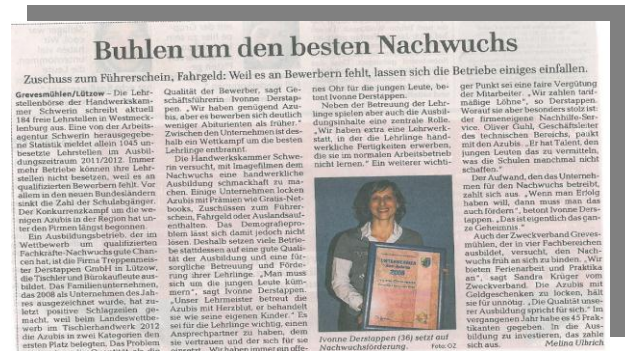 Buhlen um den besten Nachwuchs
Zuschuss zum Führerschein, Fahrgeld: Weil es an Bewerbern fehlt, lassen sich die Betriebe einiges einfallen.
Grevesmühlen/Lützow – Die Lehr-
stellenbörse der Handwerkskam-
mer Schwerin schreibt aktuell
184 freie Lehrstellen in Westmeck-
lenburg aus. Eine von der Arbeits-
agentur Schwerin herausgegebe-
ne Statistik meldet allein 1045 un-
besetzte Lehrstellen im Ausbil-
dungszentrum 2011/2012. Immer
mehr Betriebe können ihre Lehr-
stellen nicht besetzen, weil es an
qualifizierten Bewerbern fehlt. Vor
allem in den neuen Bundesländern
sinkt die Zahl der Schulabgänger.
Der Konkurrenzkampf um die we-
nigen Azubis in der Region hat un-
ter den Firmen längst begonnen.
Ein Ausbildungsbetrieb, der im
Wettbewerb um qualifizierten
Fachkräfte-Nachwuchs gute Chan-
cen hat, ist die Firma Treppenmeis-
ter Derstappen GmbH in Lützow,
die Tischler und Bürokaufleute aus-
bildet. Das Familienunternehmen,
das 2008 als Unternehmen des Jah-
res ausgezeichnet wurde, hat zu-
letzt positive Schlagzeilen ge-
macht, weil beim Landeswettbe-
werb im Tischlerhandwerk 2012
die Azubis in zwei Kategorien den
ersten Platz belegten. Das Problem
Qualität der Bewerber, sagt Ge-
schäftsführerin Ivonne Derstap-
pen. „Wir haben genügend Azu-
bis, aber es bewerben sich deutlich
weniger Abiturienten als früher.“
Zwischen den Unternehmen ist des-
halb ein Wettkampf um die besten
Lehrlinge entbrannt.
Die Handwerkskammer Schwe-
rin versucht, mit Imagefilmen dem
Nachwuchs eine handwerkliche
Ausbildung schmackhaft zu ma-
chen. Einige Unternehmen locken
Azubis mit Prämien wie Gratis-Net-
books, Zuschüssen zum Führer-
schein, Fahrgeld oder Auslandsauf-
enthalten. Das Demografiepro-
blem lässt sich damit jedoch nicht
lösen. Deshalb setzen viele Betrie-
be stattdessen auf eine gute Quali-
tät der Ausbildung und eine für-
sorgliche Betreuung und Förde-
rung ihrer Lehrlinge. „Man muss
sich um die jungen Leute küm-
mern“, sagt Ivonne Derstappen.
„Unser Lehrmeister betreut die
Azubis mit Herzblut, er behandelt
sie wie seine eigenen Kinder.“ Es
sei für die Lehrlinge wichtig, einen
Ansprechpartner zu haben, dem
sie vertrauen und der sich für sie
einsetzt. „Wir haben immer ein offe-
nes Ohr für die jungen Leute, be-
tont Ivonne Derstappen.
Neben der Betreuung der Lehr-
linge spielen aber auch die Ausbil-
dungsinhalte eine zentrale Rolle.
„Wir haben extra eine Lehrwerk-
statt, in der die Lehrlinge hand-
werkliche Fertigkeiten erwerben,
die sie im normalen Arbeitsbetrieb
nicht lernen.“ Ein weiterer wichti-
Ivonne Derstappen (36) setzt auf
Nachwuchsförderung. Foto: OZ
ger Punkt sei eine faire Vergütung
der Mitarbeiter. „Wir zahlen tarif-
mäßige Löhne“, so Derstappen.
Worauf sie aber besonders stolz ist:
der firmeneigene Nachhilfe-Ser-
vice. Oliver Gahl, Geschäftsleiter
des technischen Bereichs, paukt
mit den Azubis. „Er hat Talent, den
jungen Leuten das zu vermitteln,
was die Schulen manchmal nicht
schaffen.“
Der Aufwand, den das Unterneh-
men für den Nachwuchs betreibt,
zahlt sich aus. „Wenn man Erfolg
haben will, dann muss man das
auch fördern“, betont Ivonne Ders-
tappen. „Das ist eigentlich das gan-
ze Geheimnis.“
Auch der Zweckverband Greves-
mühlen, der in vier Fachbereichen
ausbildet, versucht, den Nach-
wuchs früh an sich zu binden. „Wir
bieten Ferienarbeit und Praktika
an“, sagt Sandra Krüger vom
Zweckverband. Die Azubis mit
Geldgeschenken zu locken, hält
sie für unnötig. „Die Qualität unse-
rer Ausbildung spricht für sich.“ Im
vergangenen Jahr habe es 45 Prak-
tikanten gegeben. In die Aus-
bildung zu investieren, das zahle
sich aus. Melina Ulbrich